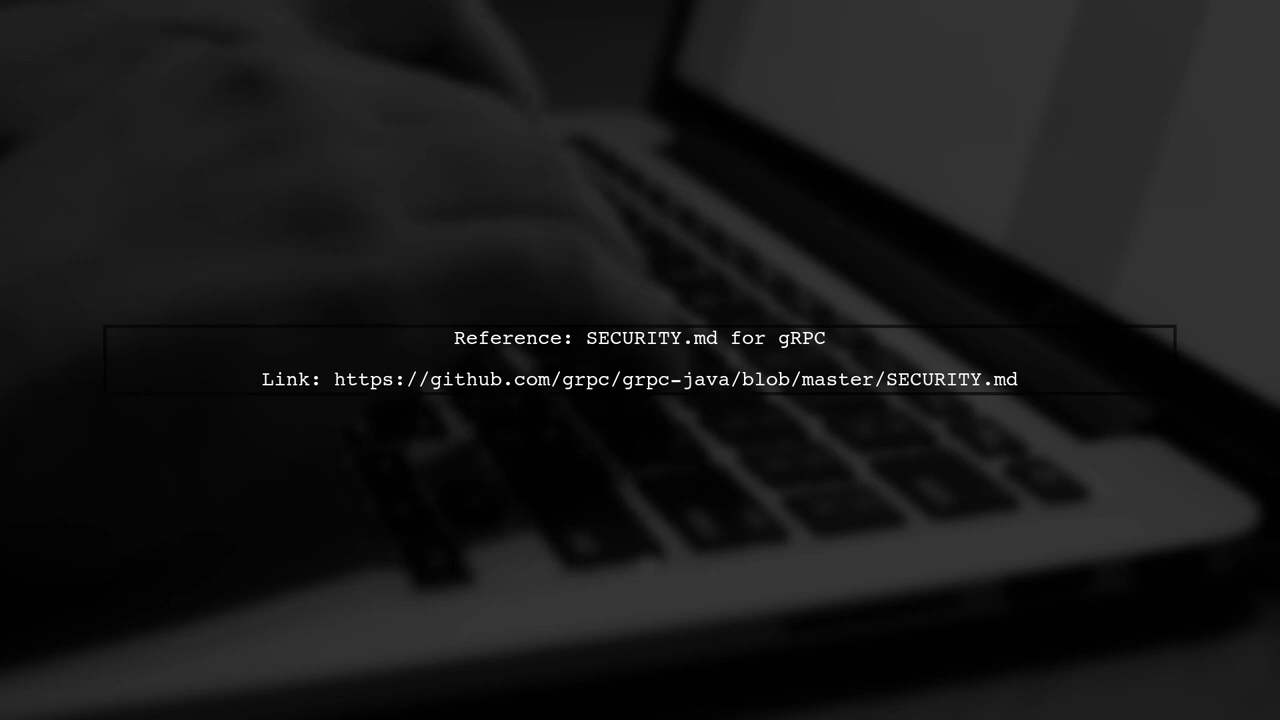 Reference: SECURITY.md for gRPC
Link: https://github.com/grpc/grpc-java/blob/master/SECURITY.md